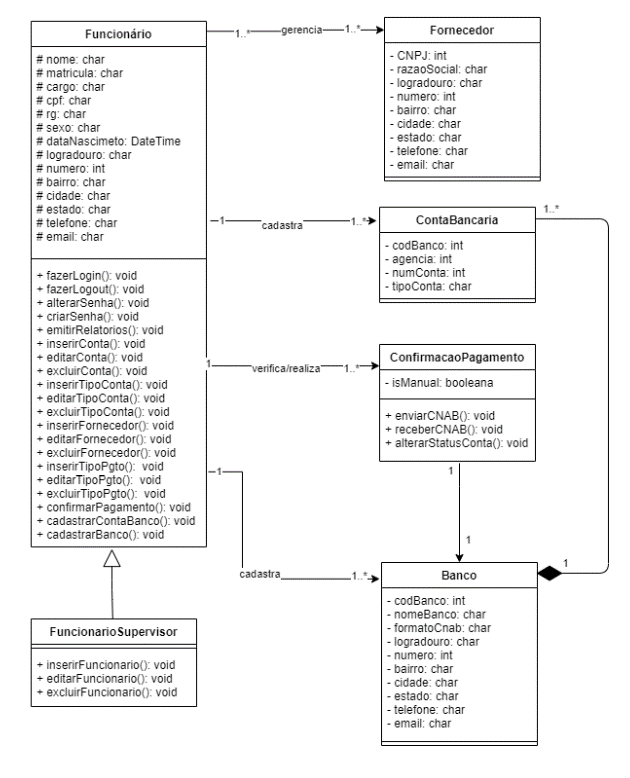 Funcionário
# nome: char
# matricula: char
# cargo: char
# cpf: char
# rg: char
# sexo: char
# dataNascimeto: DateTime
# logradouro: char
# numero: int
# bairro: char
# cidade: char
# estado: char
# telefone: char
# email: char
+ fazerLogin(): void
+ fazerLogout(): void
+ alterarSenha(): void
+ criarSenha(): void
+ emitirRelatorios(): void
+ inserirConta(): void
+ editarConta(): void
+ excluirConta(): void
+ inserirTipoConta(): void
+ editarTipoConta(): void
+ excluirTipoConta(): void
+ inserirFornecedor(): void
+ editarFornecedor(): void
+ excluirFornecedor(): void
+ inserirTipoPgto(): void
+ editarTipoPgto(): void
+ excluirTipoPgto(): void
+ confirmarPagamento(): void
+ cadastrarContaBanco(): void
+ cadastrarBanco(): void
FuncionarioSupervisor
+ inserirFuncionario(): void
+ editarFuncionario(): void
+ excluirFuncionario(): void
1..* gerencia 1..*
Fornecedor
- CNPJ: int
- razaoSocial: char
- logradouro: char
- numero: int
- bairro: char
- cidade: char
- estado: char
- telefone: char
- email: char
1 cadastra 1..*
ContaBancaria
- codBanco: int
- agencia: int
- numConta: int
- tipoConta: char
1..*
1 verifica/realiza 1..*
ConfirmacaoPagamento
- isManual: booleana
+ enviarCNAB(): void
+ receberCNAB(): void
+ alterarStatusConta(): void
1
1
1 cadastra 1..*
1
Banco
- codBanco: int
- nomeBanco: char
- formatoCnab: char
- logradouro: char
- numero: int
- bairro: char
- cidade: char
- estado: char
- telefone: char
- email: char